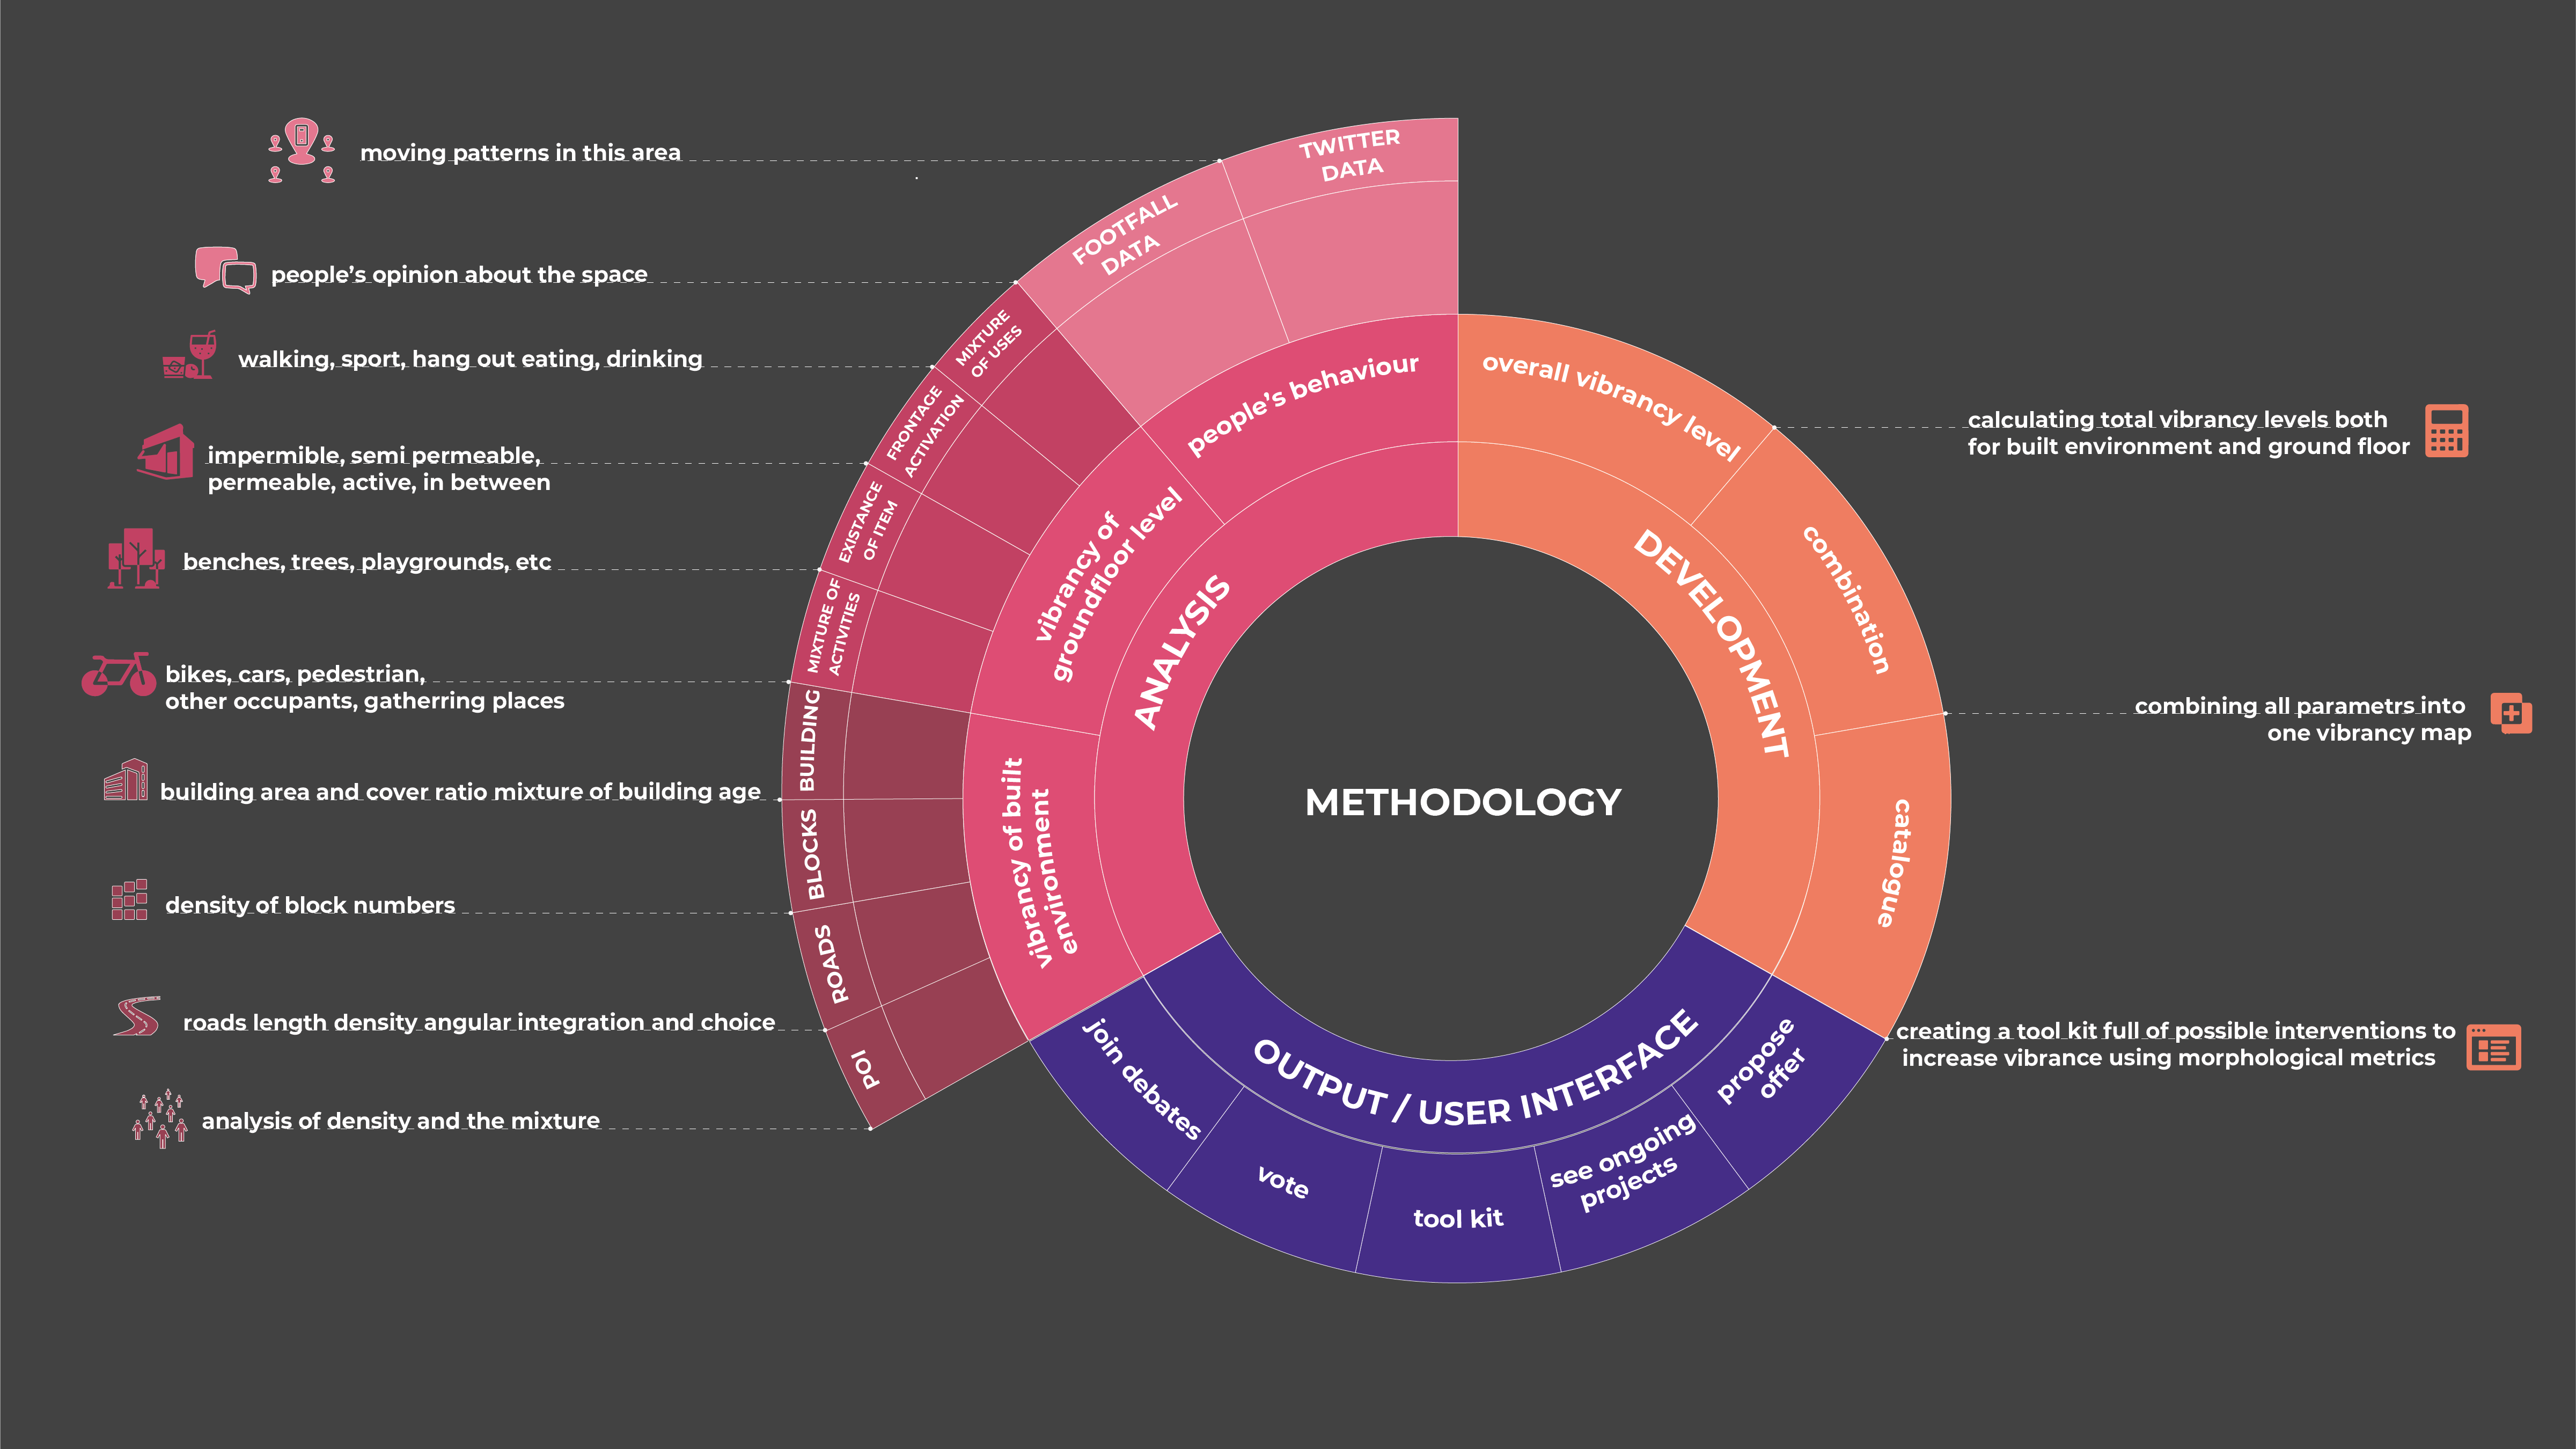 moving patterns in this area
people's opinion about the space
walking, sport, hang out eating, drinking
impermible, semi permeable,
permeable, active, in between
benches, trees, playgrounds, etc
bikes, cars, pedestrian,
other occupants, gatherring places
building area and cover ratio mixture of building age
density of block numbers
roads length density angular integration and choice
analysis of density and the mixture
TWITTER
DATA
FOOTFALL
DATA
MIXTURE
OF USES
FRONTAGE
ACTIVATION
EXISTANCE
OF ITEM
MIXTURE OF
ACTIVITIES
BUILDING
BLOCKS
ROADS
POI
people's behaviour
vibrancy of
groundfloor level
vibrancy of built
environment
ANALYSIS
METHODOLOGY
DEVELOPMENT
overall vibrancy level
combination
catalogue
OUTPUT / USER INTERFACE
join debates
vote
tool kit
see ongoing
projects
propose
offer
calculating total vibrancy levels both
for built environment and ground floor
combining all parametrs into
one vibrancy map
creating a tool kit full of possible interventions to
increase vibrance using morphological metrics